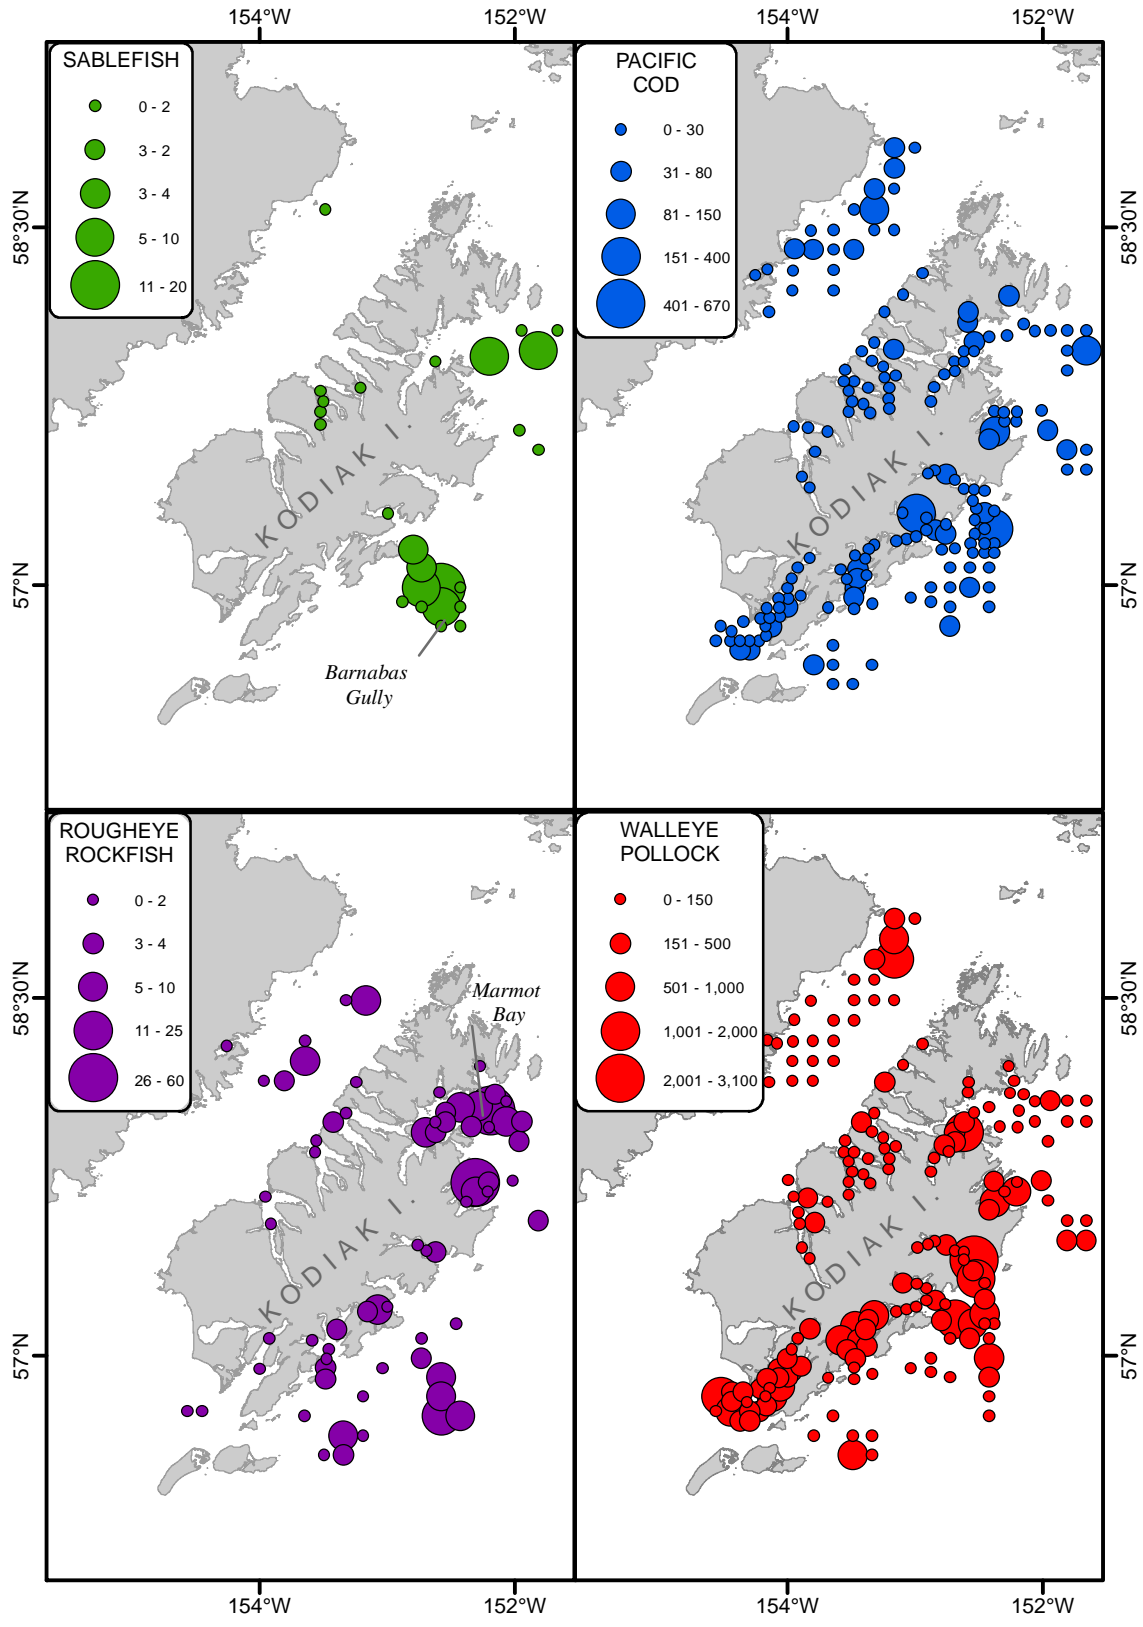 154°W
152°W
154°W
152°W
SABLEFISH
0 - 2
3 - 2
3 - 4
5 - 10
11 - 20
PACIFIC
COD
0 - 30
31 - 80
81 - 150
151 - 400
401 - 670
58°30'N
58°30'N
KODIAK I.
KODIAK I.
57°N
57°N
Barnabas
Gully
ROUGHEYE
ROCKFISH
0 - 2
3 - 4
5 - 10
11 - 25
26 - 60
WALLEYE
POLLOCK
0 - 150
151 - 500
501 - 1,000
1,001 - 2,000
2,001 - 3,100
Marmot
Bay
58°30'N
58°30'N
KODIAK I.
KODIAK I.
57°N
57°N
154°W
152°W
154°W
152°W